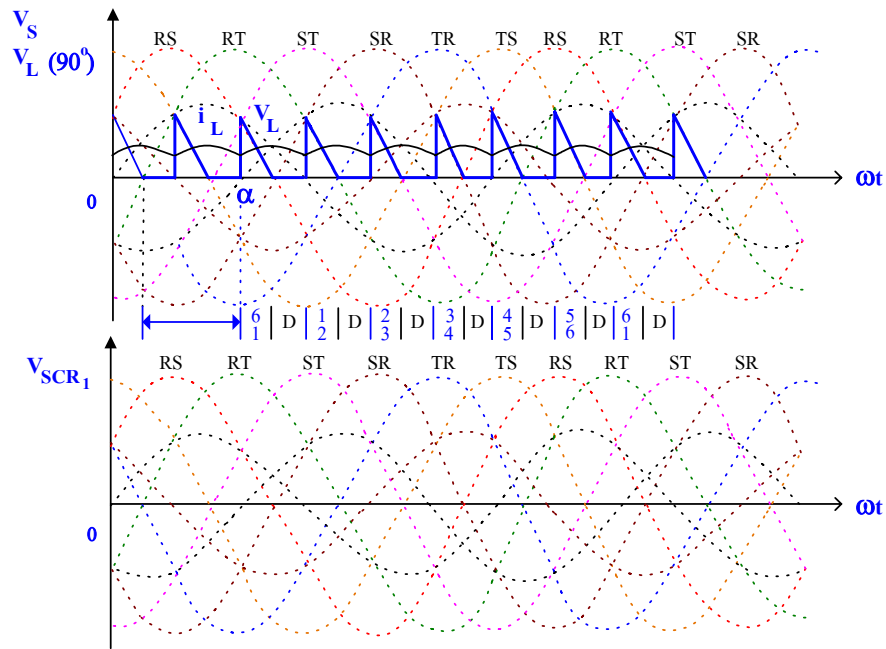 V_S
V_L (90°)
RS RT ST SR TR TS RS RT ST SR
i_L V_L
0 α ωt
6 1 D 1 2 D 2 3 D 3 4 D 4 5 D 5 6 D 6 1 D
V_SCR_1
RS RT ST SR TR TS RS RT ST SR
0 ωt